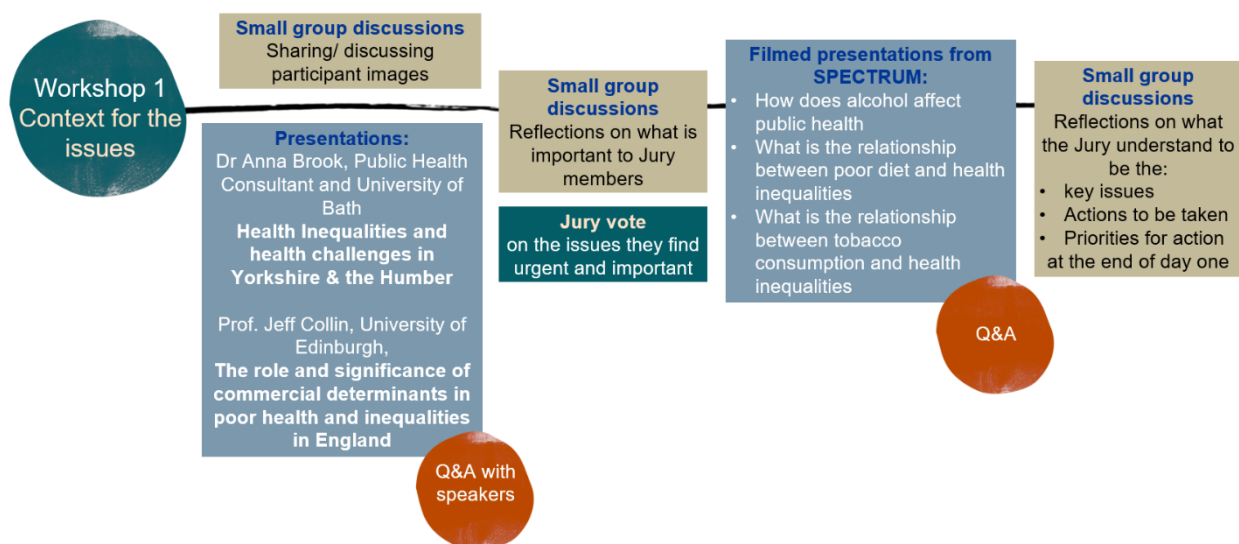 Workshop 1
Context for the
issues
Small group discussions
Sharing/ discussing
participant images
Presentations:
Dr Anna Brook, Public Health
Consultant and University of
Bath
Health Inequalities and
health challenges in
Yorkshire & the Humber
Prof. Jeff Collin, University of
Edinburgh,
The role and significance of
commercial determinants in
poor health and inequalities
in England
Q&A with
speakers
Small group
discussions
Reflections on what is
important to Jury
members
Jury vote
on the issues they find
urgent and important
Filmed presentations from
SPECTRUM:
• How does alcohol affect
public health
• What is the relationship
between poor diet and health
inequalities
• What is the relationship
between tobacco
consumption and health
inequalities
Q&A
Small group
discussions
Reflections on what
the Jury understand to
be the:
• key issues
• Actions to be taken
• Priorities for action
at the end of day one